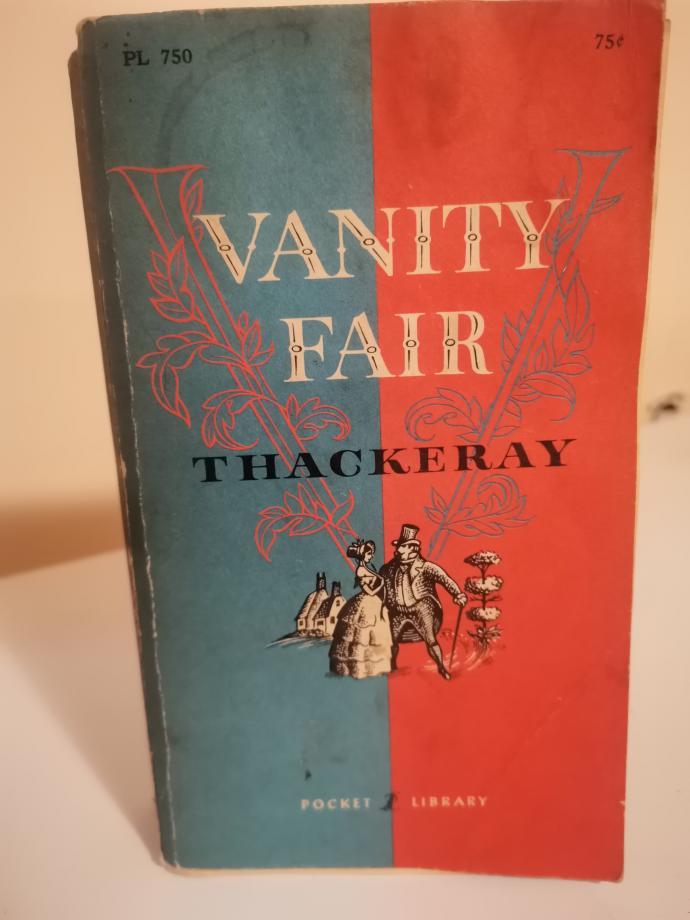 PL 750 75¢
VANITY
FAIR
THACKERAY
POCKET LIBRARY